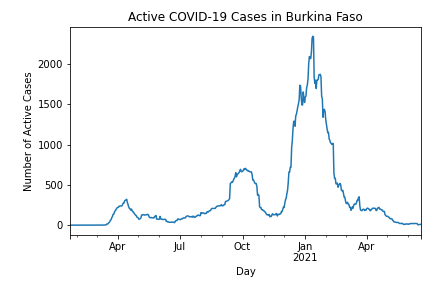 Active COVID-19 Cases in Burkina Faso
Number of Active Cases
2000
1500
1000
500
0
Apr
Jul
Oct
Jan
2021
Apr
Day